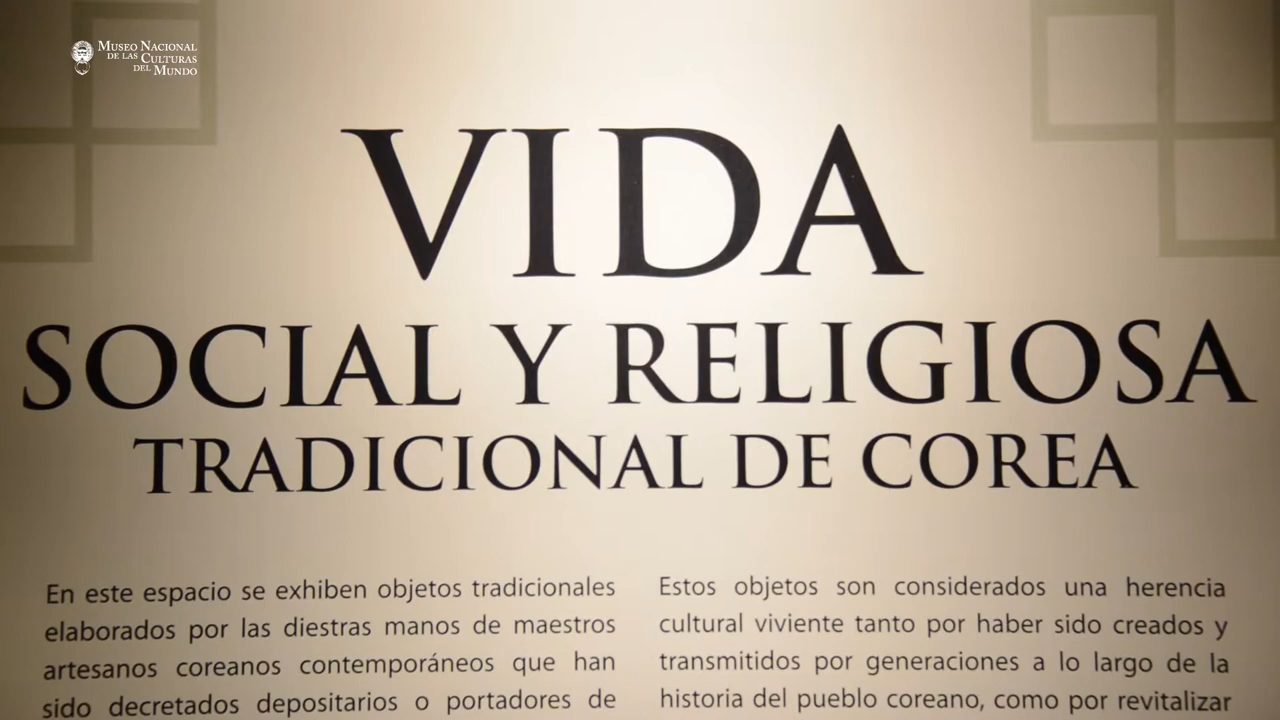 MUSEO NACIONAL
DE LAS CULTURAS
DEL MUNDO
VIDA
SOCIAL Y RELIGIOSA
TRADICIONAL DE COREA
En este espacio se exhiben objetos tradicionales
elaborados por las diestras manos de maestros
artesanos coreanos contemporáneos que han
sido decretados depositarios o portadores de
Estos objetos son considerados una herencia
cultural viviente tanto por haber sido creados y
transmitidos por generaciones a lo largo de la
historia del pueblo coreano, como por revitalizar